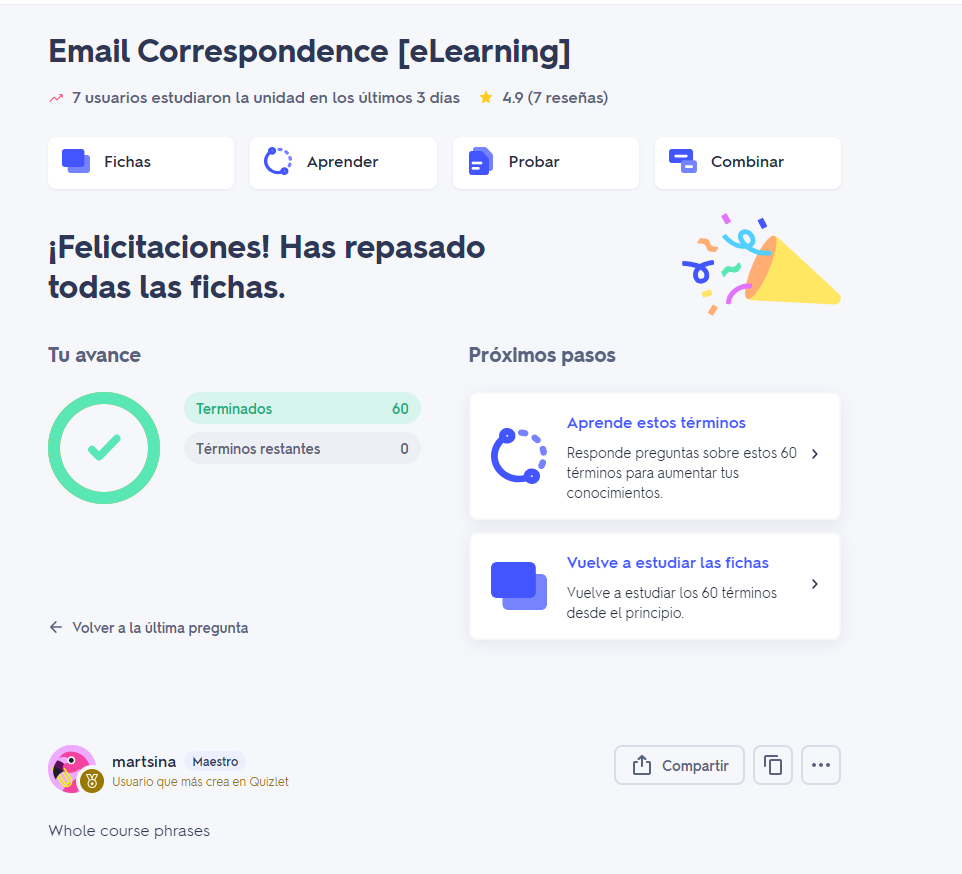 Email Correspondence [eLearning]
7 usuarios estudiaron la unidad en los últimos 3 días 4.9 (7 reseñas)
Fichas Aprender Probar Combinar
¡Felicitaciones! Has repasado
todas las fichas.
Tu avance
Terminados 60
Términos restantes 0
Volver a la última pregunta
Próximos pasos
Aprende estos términos
Responde preguntas sobre estos 60
términos para aumentar tus
conocimientos.
Vuelve a estudiar las fichas
Vuelve a estudiar los 60 términos
desde el principio.
martsina Maestro
Usuario que más crea en Quizlet
Compartir
Whole course phrases